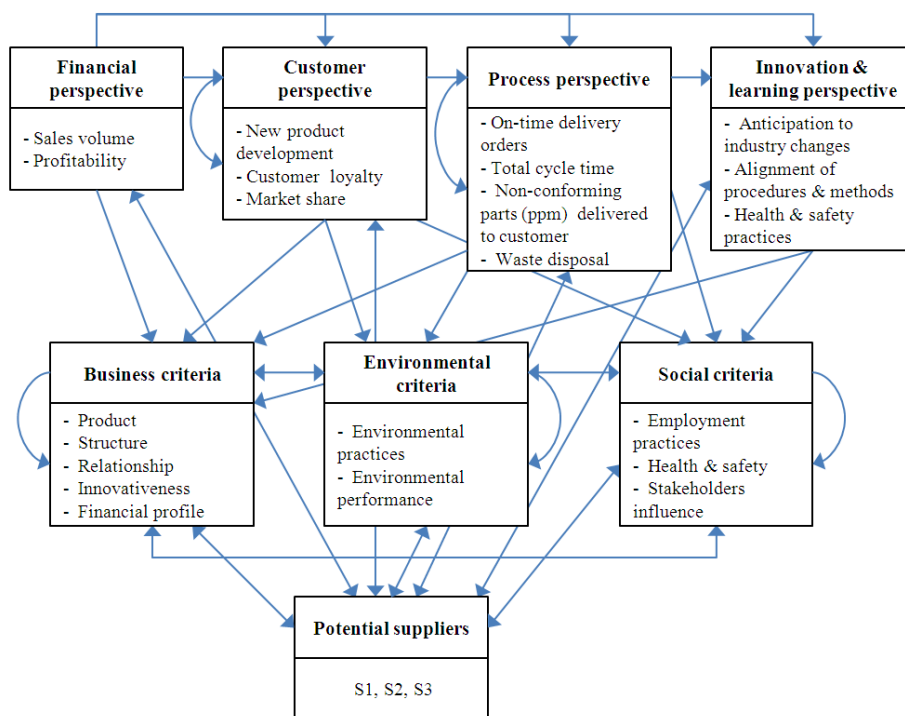 Financial
perspective
- Sales volume
- Profitability
Customer
perspective
- New product
development
- Customer loyalty
- Market share
Process perspective
- On-time delivery
orders
- Total cycle time
- Non-conforming
parts (ppm) delivered
to customer
- Waste disposal
Innovation &
learning perspective
- Anticipation to
industry changes
- Alignment of
procedures & methods
- Health & safety
practices
Business criteria
- Product
- Structure
- Relationship
- Innovativeness
- Financial profile
Environmental
criteria
- Environmental
practices
- Environmental
performance
Social criteria
- Employment
practices
- Health & safety
- Stakeholders
influence
Potential suppliers
S1, S2, S3